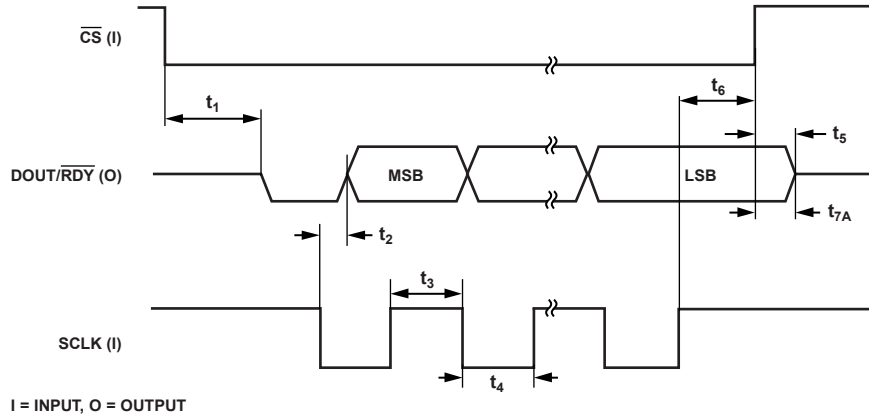 CS (I)
t1
t6
t5
DOUT/RDY (O)
MSB
LSB
t7A
t2
t3
SCLK (I)
t4
I = INPUT, O = OUTPUT